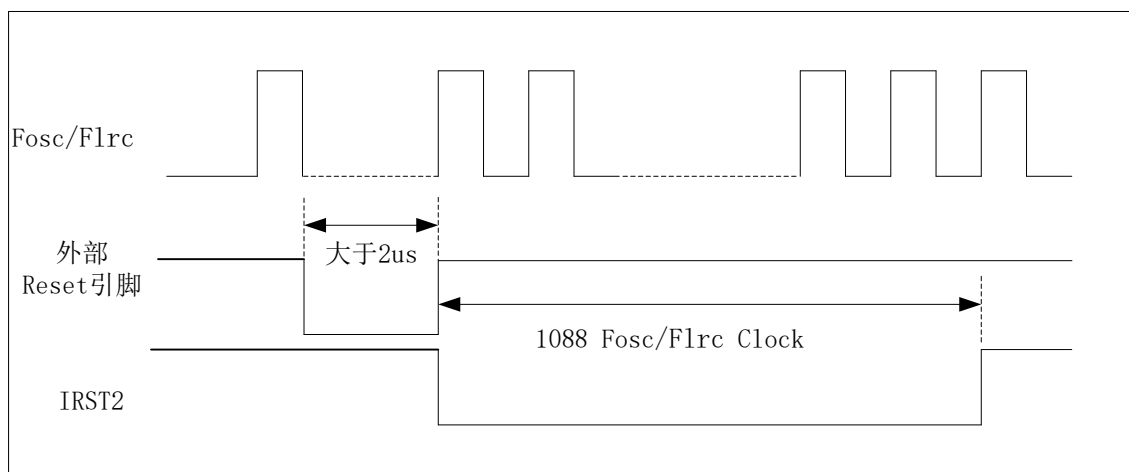 Fosc/Flrc
外部
Reset引脚
大于2us
1088 Fosc/Flrc Clock
IRST2